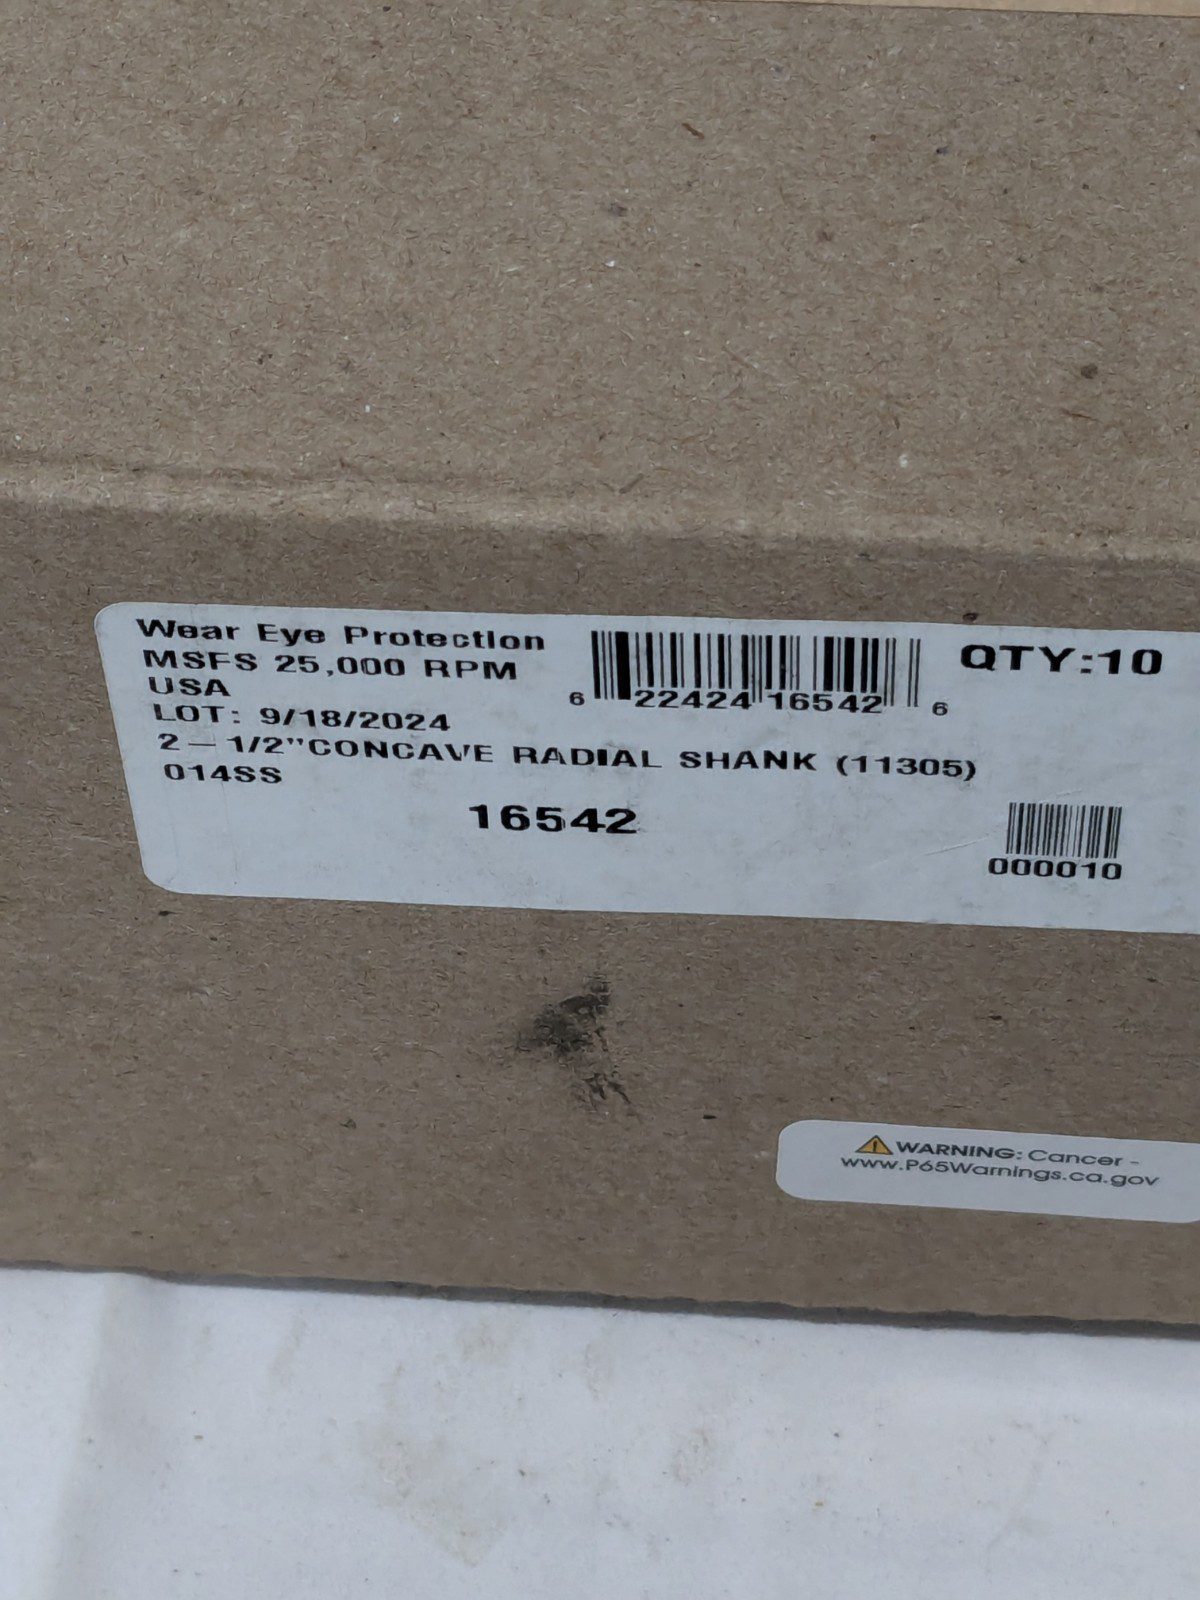 Wear Eye Protection
MSFS 25,000 RPM
USA
LOT: 9/18/2024
2-1/2"CONCAVE RADIAL SHANK (11305)
014SS
16542
6 22424 16542 6
QTY:10
000010
WARNING: Cancer -
www.P65Warnings.ca.gov